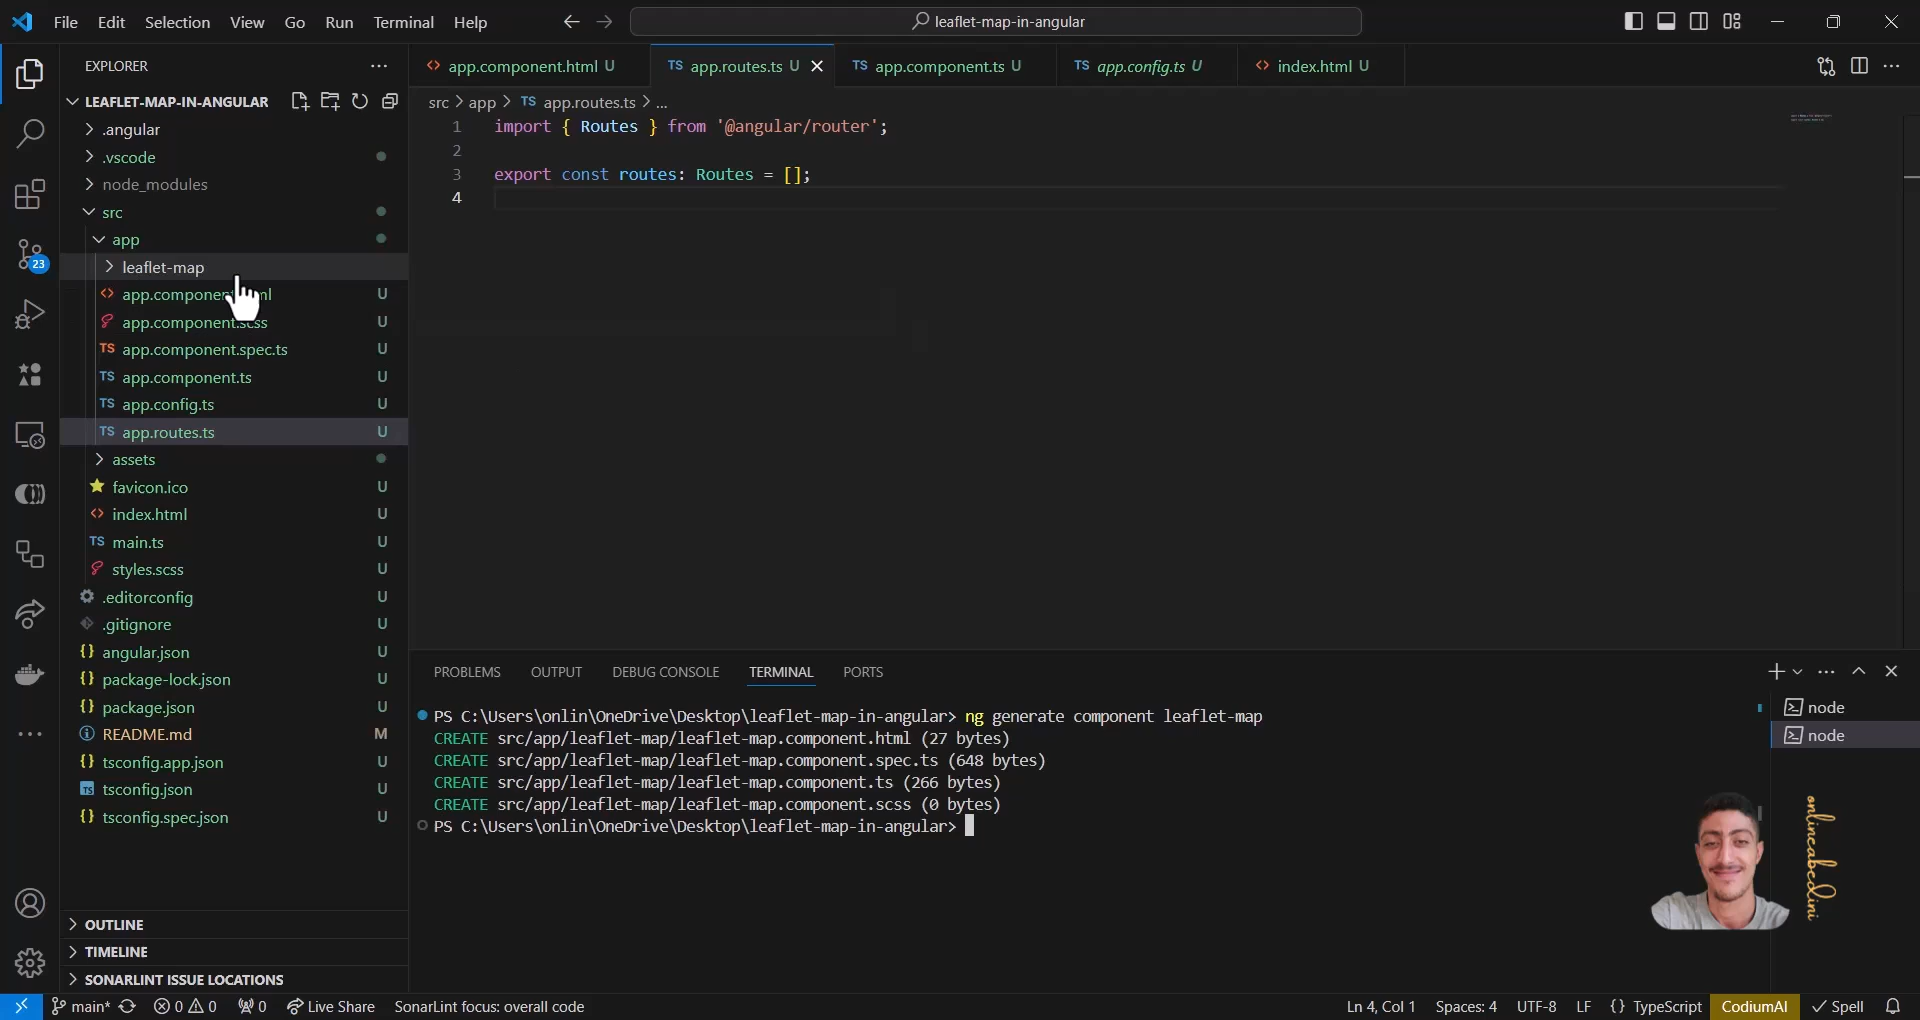 File Edit Selection View Go Run Terminal Help
leaflet-map-in-angular
EXPLORER
LEAFLET-MAP-IN-ANGULAR
.angular
.vscode
node_modules
src
app
leaflet-map
app.component.scss U
app.component.spec.ts U
app.component.ts U
app.config.ts U
app.routes.ts U
assets
favicon.ico U
index.html U
main.ts U
styles.scss U
.editorconfig U
.gitignore U
angular.json U
package-lock.json U
package.json U
README.md M
tsconfig.app.json U
tsconfig.json U
tsconfig.spec.json U
OUTLINE
TIMELINE
SONARLINT ISSUE LOCATIONS
23
app.component.html U
TS app.routes.ts U
TS app.component.ts U
TS app.config.ts U
index.html U
src > app > TS app.routes.ts > ...
1 import { Routes } from '@angular/router';
2
3 export const routes: Routes = [];
4
PROBLEMS OUTPUT DEBUG CONSOLE TERMINAL PORTS
PS C:\Users\onlin\OneDrive\Desktop\leaflet-map-in-angular> ng generate component leaflet-map
CREATE src/app/leaflet-map/leaflet-map.component.html (27 bytes)
CREATE src/app/leaflet-map/leaflet-map.component.spec.ts (648 bytes)
CREATE src/app/leaflet-map/leaflet-map.component.ts (266 bytes)
CREATE src/app/leaflet-map/leaflet-map.component.scss (0 bytes)
PS C:\Users\onlin\OneDrive\Desktop\leaflet-map-in-angular>
node
node
onlineabedini
main* 0 0 0 Live Share SonarLint focus: overall code
Ln 4, Col 1 Spaces: 4 UTF-8 LF {} TypeScript CodiumAI Spell